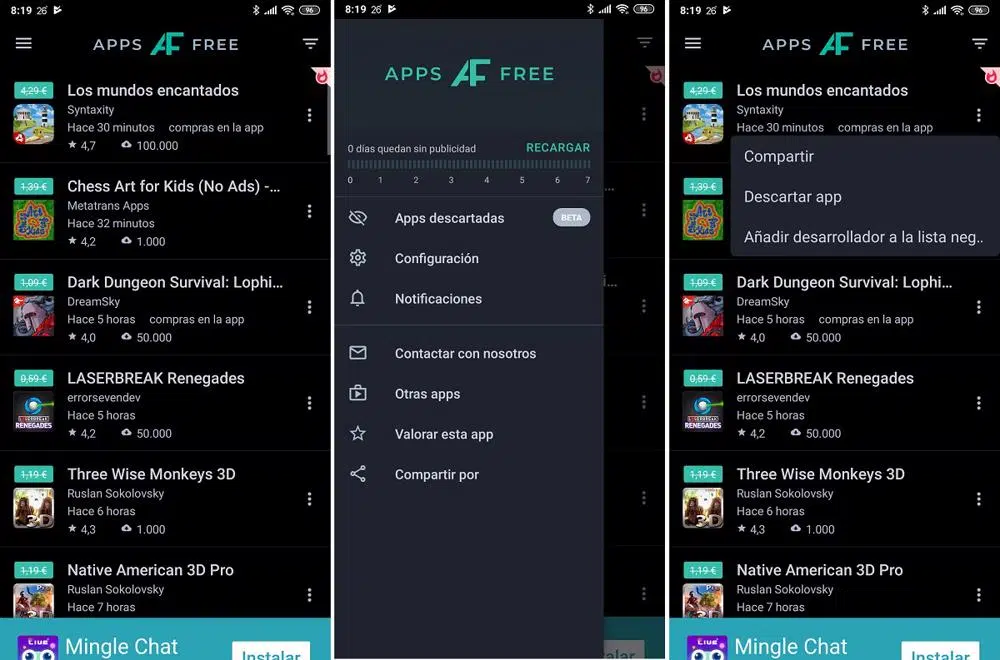 8:19 26 96
APPS AF FREE
4,29 €
Los mundos encantados
Syntaxity
Hace 30 minutos compras en la app
4,7 100.000
1,39 €
Chess Art for Kids (No Ads) -...
Metatrans Apps
Hace 32 minutos
4,2 1.000
1,09 €
Dark Dungeon Survival: Lophi...
DreamSky
Hace 5 horas compras en la app
4,0 50.000
0,59 €
LASERBREAK Renegades
errorsevendev
Hace 5 horas
4,2 50.000
LASERBREAK
RENEGADES
1,19 €
Three Wise Monkeys 3D
Ruslan Sokolovsky
Hace 6 horas
4,3 1.000
3D
1,19 €
Native American 3D Pro
Ruslan Sokolovsky
Hace 7 horas
LIVE
Mingle Chat
Instalar
8:19 26 96
APPS AF FREE
0 días quedan sin publicidad RECARGAR
0 1 2 3 4 5 6 7
Apps descartadas BETA
Configuración
Notificaciones
Contactar con nosotros
Otras apps
Valorar esta app
Compartir por
8:19 26 96
APPS AF FREE
4,29 €
Los mundos encantados
Syntaxity
Hace 30 minutos compras en la app
Compartir
Descartar app
Añadir desarrollador a la lista neg..
1,39 €
1,09 €
Dark Dungeon Survival: Lophi...
DreamSky
Hace 5 horas compras en la app
4,0 50.000
0,59 €
LASERBREAK Renegades
errorsevendev
Hace 5 horas
4,2 50.000
LASERBREAK
RENEGADES
1,19 €
Three Wise Monkeys 3D
Ruslan Sokolovsky
Hace 6 horas
4,3 1.000
3D
1,19 €
Native American 3D Pro
Ruslan Sokolovsky
Hace 7 horas
LIVE
Mingle Chat
Instalar